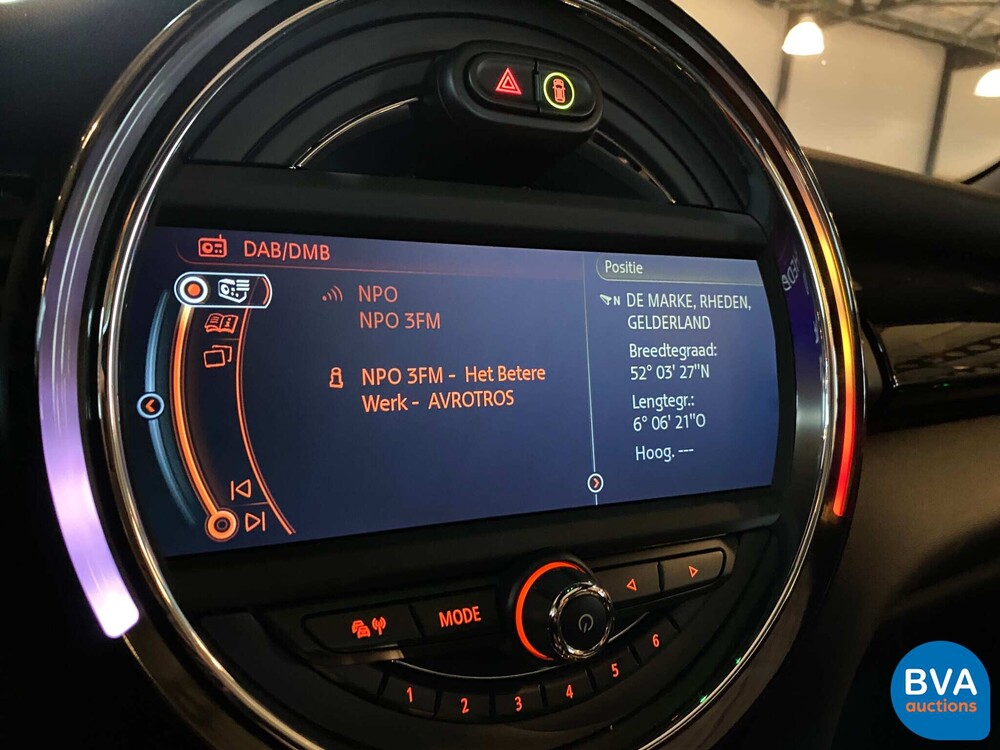 DAB/DMB
NPO
NPO 3FM
NPO 3FM - Het Betere
Werk - AVROTROS
Positie
N DE MARKE, RHEDEN,
GELDERLAND
Breedtegraad:
52° 03' 27"N
Lengtegr.:
6° 06' 21"O
Hoog. ---
MODE
1 2 3 4 5 6
BVA
auctions